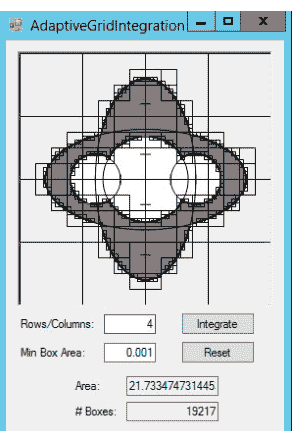 AdaptiveGridIntegration
Rows/Columns: 4 Integrate
Min Box Area: 0.001 Reset
Area: 21.733474731445
# Boxes: 19217